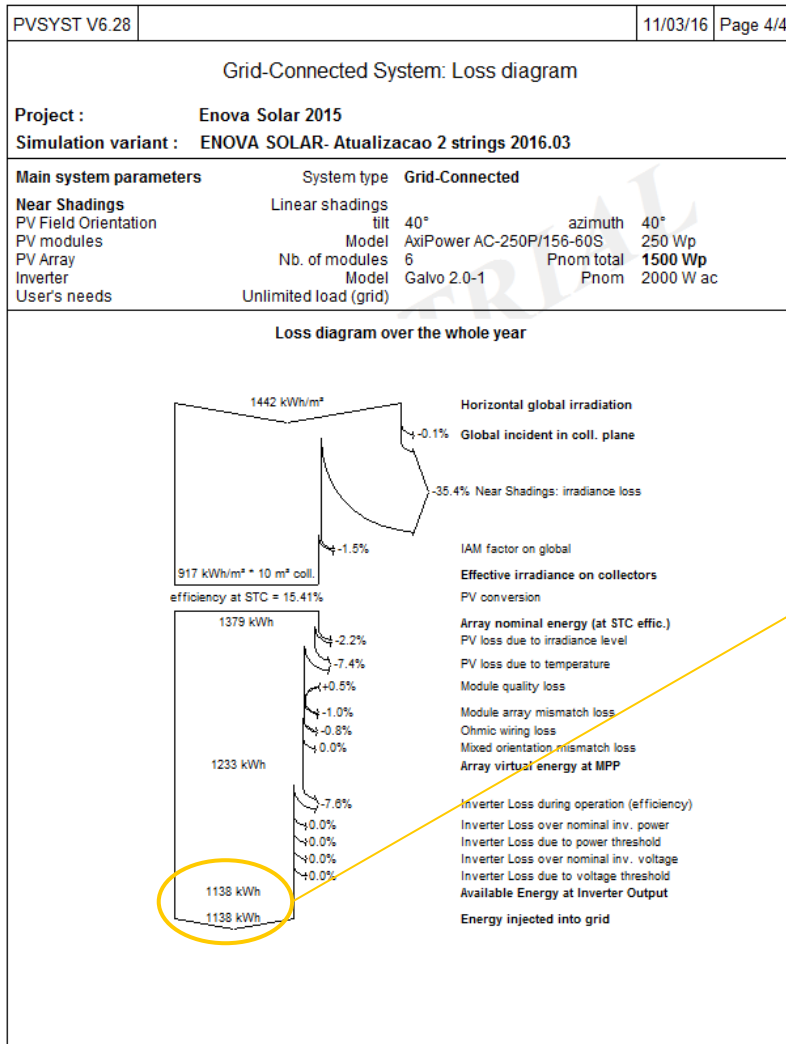 PVSYST V6.28 11/03/16 Page 4/4
Grid-Connected System: Loss diagram
Project : Enova Solar 2015
Simulation variant : ENOVA SOLAR- Atualizacao 2 strings 2016.03
Main system parameters System type Grid-Connected
Near Shadings Linear shadings
PV Field Orientation tilt 40° azimuth 40°
PV modules Model AxiPower AC-250P/156-60S 250 Wp
PV Array Nb. of modules 6 Pnom total 1500 Wp
Inverter Model Galvo 2.0-1 Pnom 2000 W ac
User's needs Unlimited load (grid)
TRIAL
Loss diagram over the whole year
1442 kWh/m² Horizontal global irradiation
-0.1% Global incident in coll. plane
-35.4% Near Shadings: irradiance loss
-1.5% IAM factor on global
917 kWh/m² * 10 m² coll. Effective irradiance on collectors
efficiency at STC = 15.41% PV conversion
1379 kWh Array nominal energy (at STC effic.)
-2.2% PV loss due to irradiance level
-7.4% PV loss due to temperature
+0.5% Module quality loss
-1.0% Module array mismatch loss
-0.8% Ohmic wiring loss
0.0% Mixed orientation mismatch loss
1233 kWh Array virtual energy at MPP
-7.6% Inverter Loss during operation (efficiency)
0.0% Inverter Loss over nominal inv. power
0.0% Inverter Loss due to power threshold
0.0% Inverter Loss over nominal inv. voltage
0.0% Inverter Loss due to voltage threshold
1138 kWh Available Energy at Inverter Output
1138 kWh Energy injected into grid